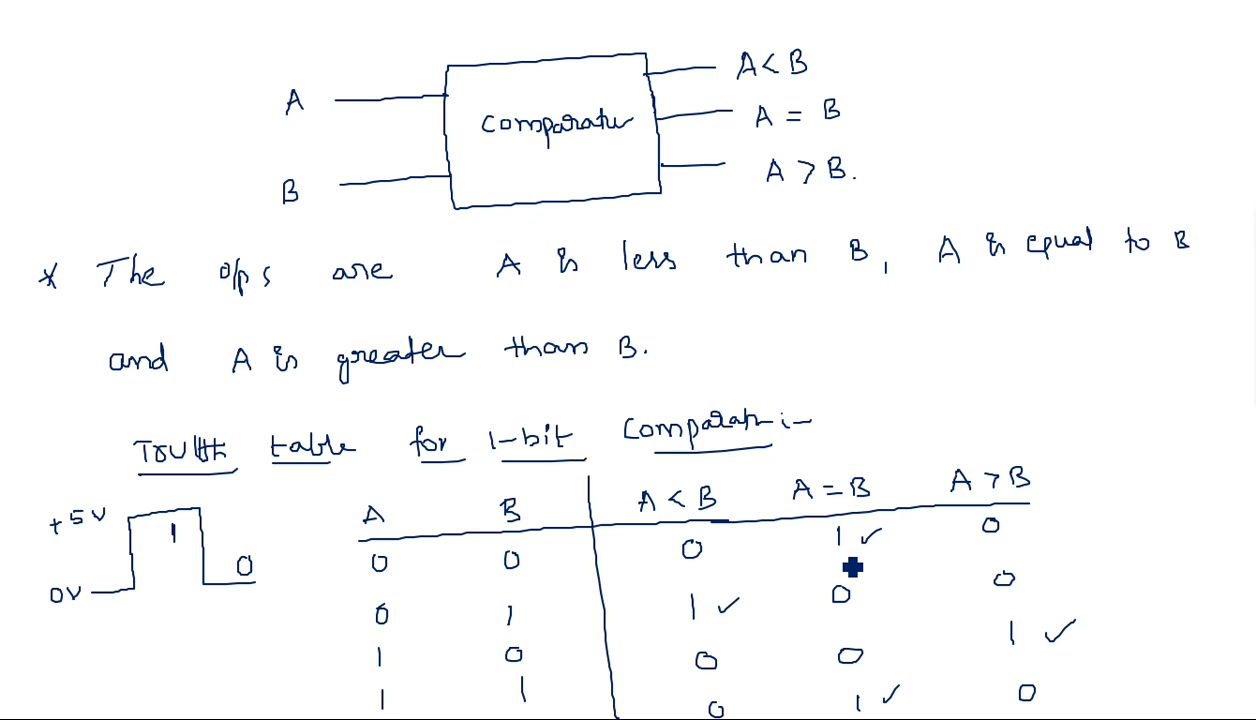 A < B
A
comparator
A = B
B
A > B.
* The o/ps are A is less than B, A is equal to B
and A is greater than B.
Truth table for 1-bit Comparator:-
A B A < B A = B A > B
+5V
1
0V
0
0 0 0 1 ✓ 0
0 1 1 ✓ 0 0
1 0 0 0 1 ✓
1 1 0 1 ✓ 0